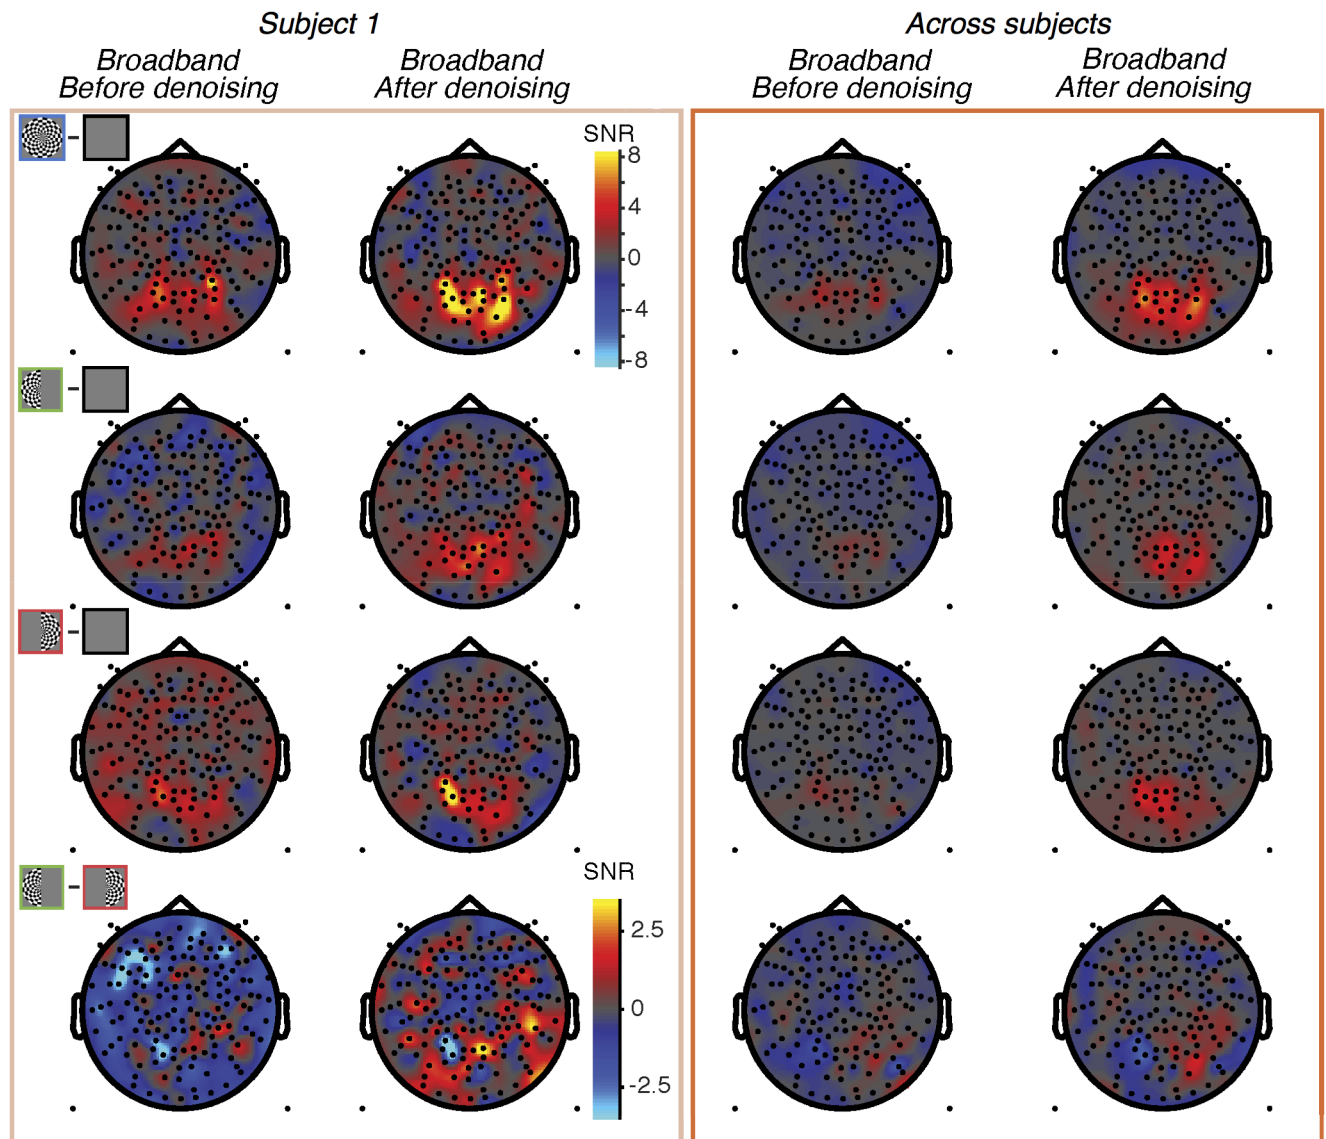 Subject 1
Across subjects
Broadband
Before denoising
Broadband
After denoising
Broadband
Before denoising
Broadband
After denoising
SNR
8
4
0
-4
-8
SNR
2.5
0
-2.5